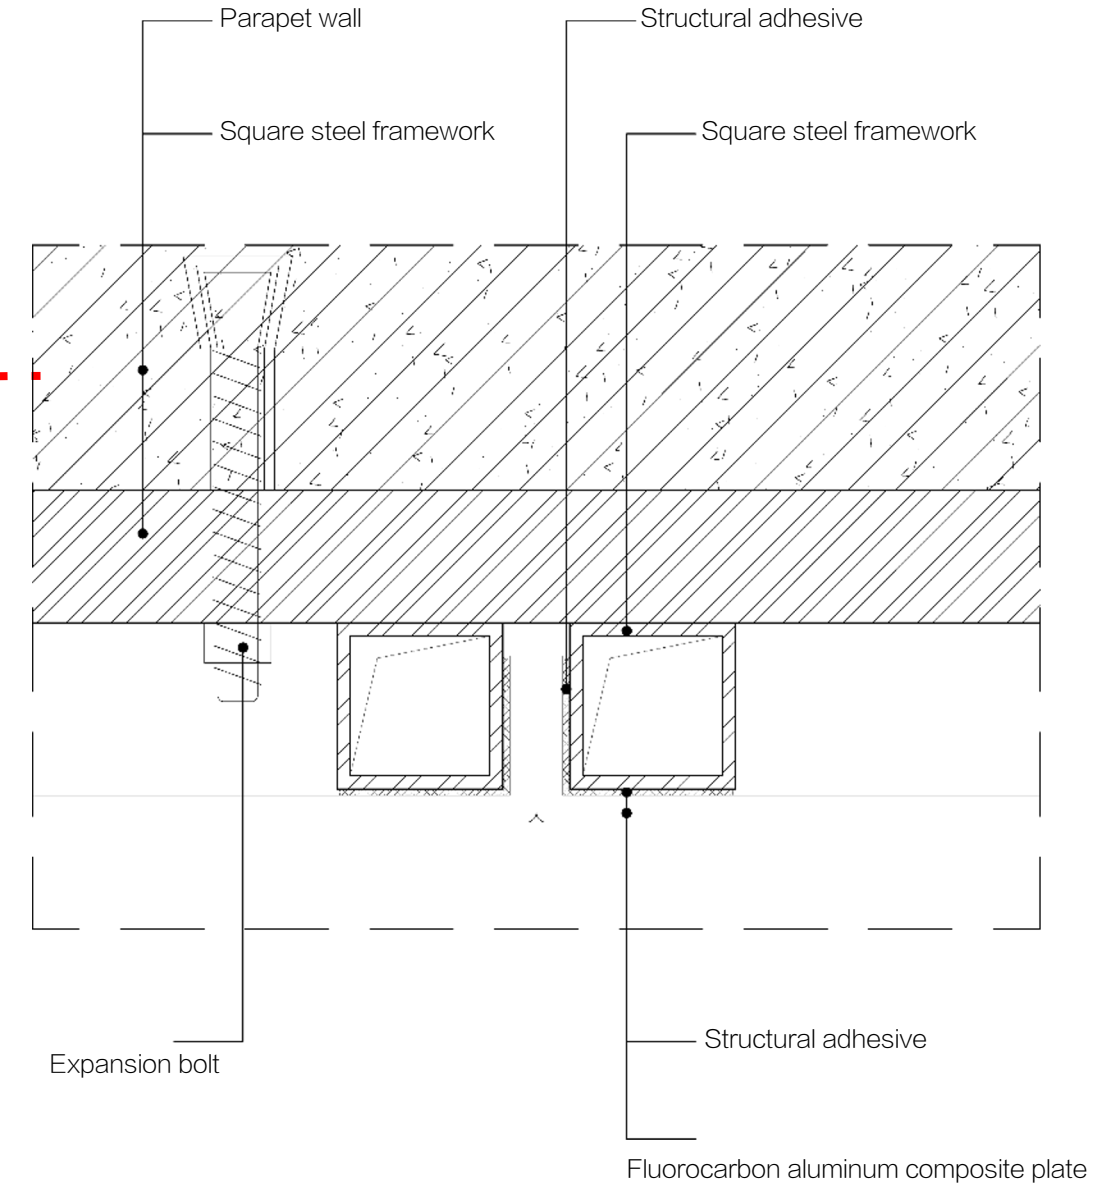 Parapet wall
Structural adhesive
Square steel framework
Square steel framework
Expansion bolt
Structural adhesive
Fluorocarbon aluminum composite plate